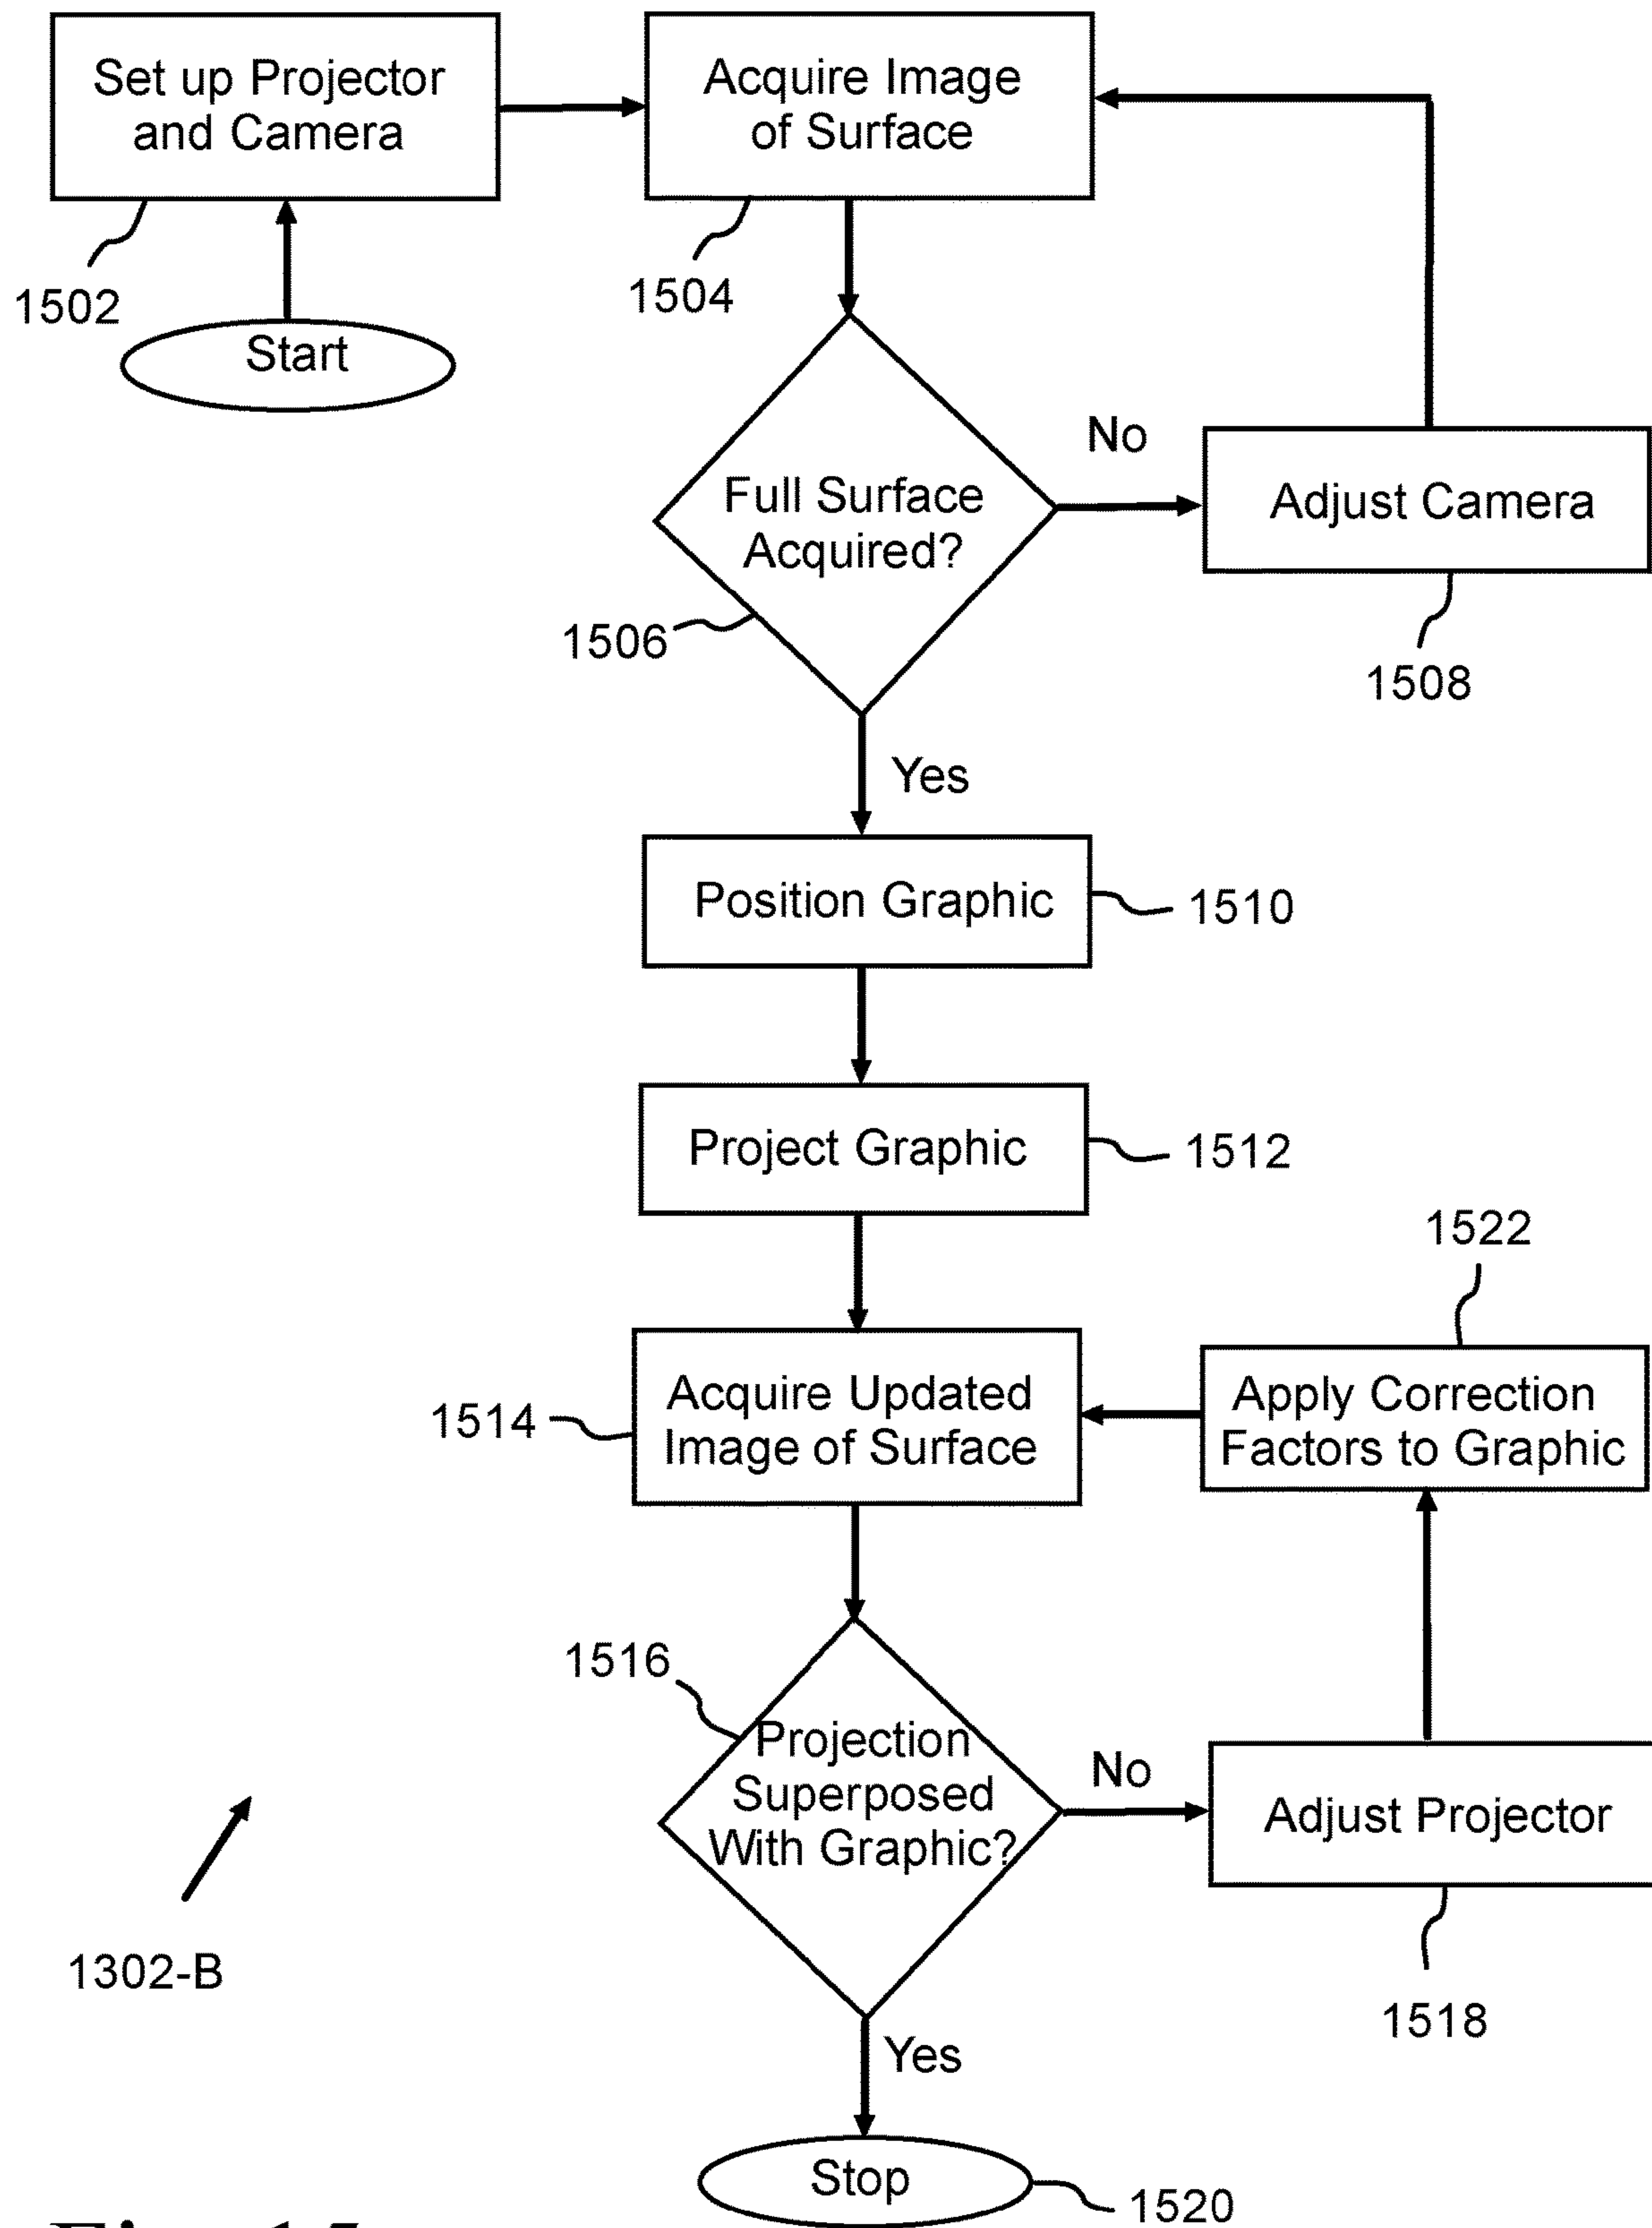 Set up Projector
and Camera
1502
Start
Acquire Image
of Surface
1504
Full Surface
Acquired?
1506
No
Adjust Camera
1508
Yes
Position Graphic
1510
Project Graphic
1512
Acquire Updated
Image of Surface
1514
Apply Correction
Factors to Graphic
1522
Projection
Superposed
With Graphic?
1516
No
Adjust Projector
1518
Yes
Stop
1520
1302-B